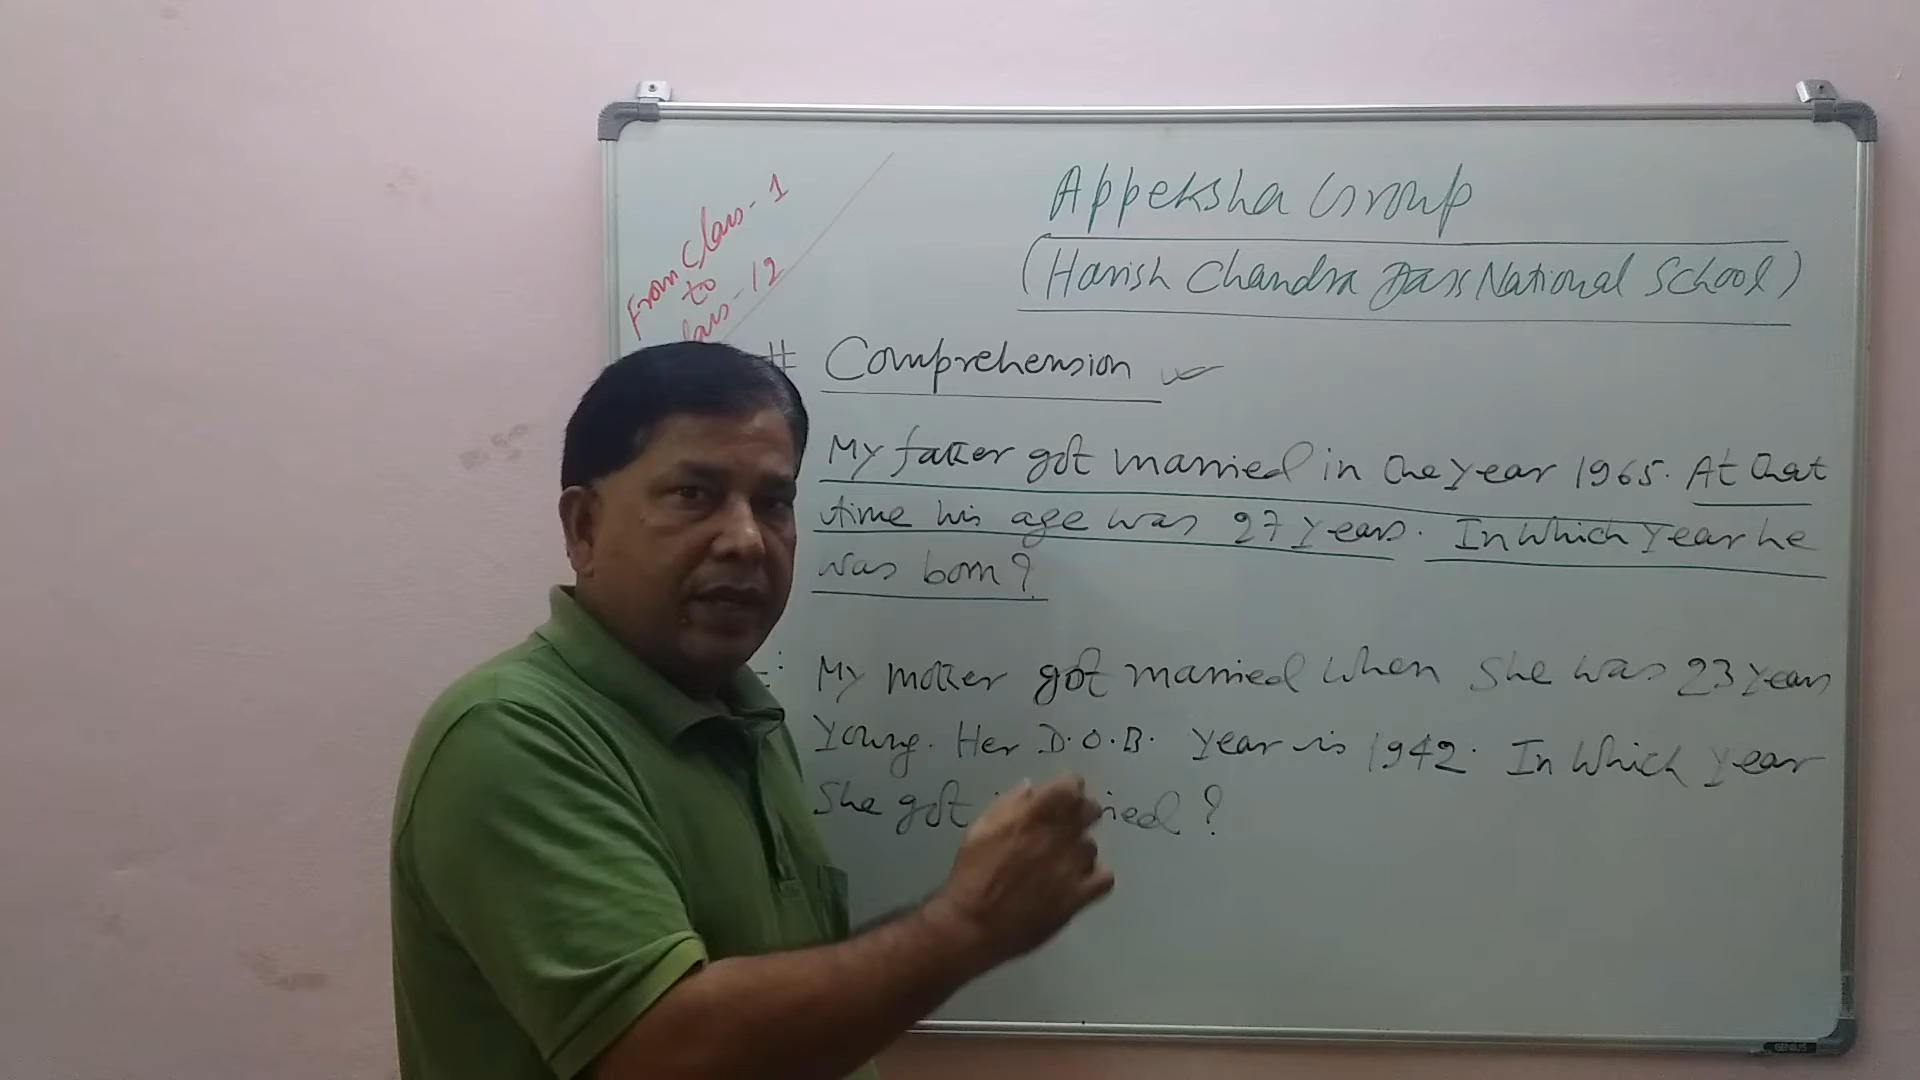 From Class-1
to
Class-12
Appeksha Group
(Harish Chandra Dass National School)
# Comprehension
My father got married in the year 1965. At that
time his age was 27 years. In Which Year he
was born?
My mother got married when She was 23 years
Young. Her D.O.B. Year is 1942. In Which year
She got married?
GENIUS